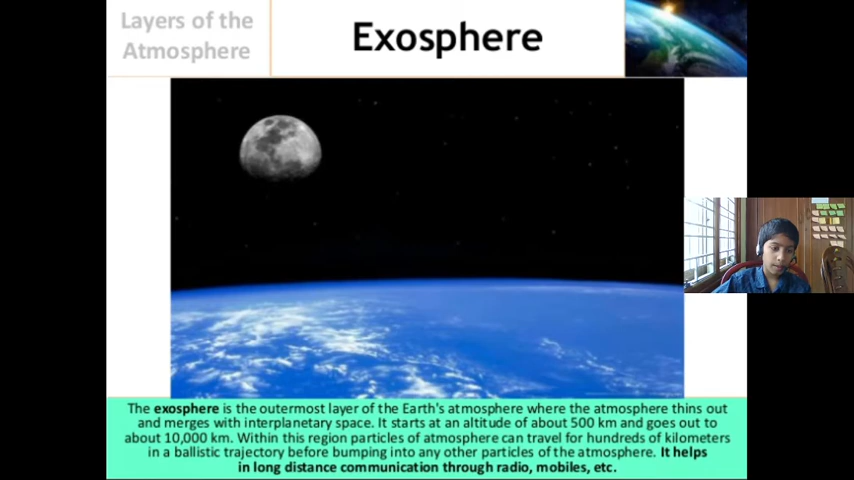 Layers of the
Atmosphere
Exosphere
The exosphere is the outermost layer of the Earth's atmosphere where the atmosphere thins out
and merges with interplanetary space. It starts at an altitude of about 500 km and goes out to
about 10,000 km. Within this region particles of atmosphere can travel for hundreds of kilometers
in a ballistic trajectory before bumping into any other particles of the atmosphere. It helps
in long distance communication through radio, mobiles, etc.